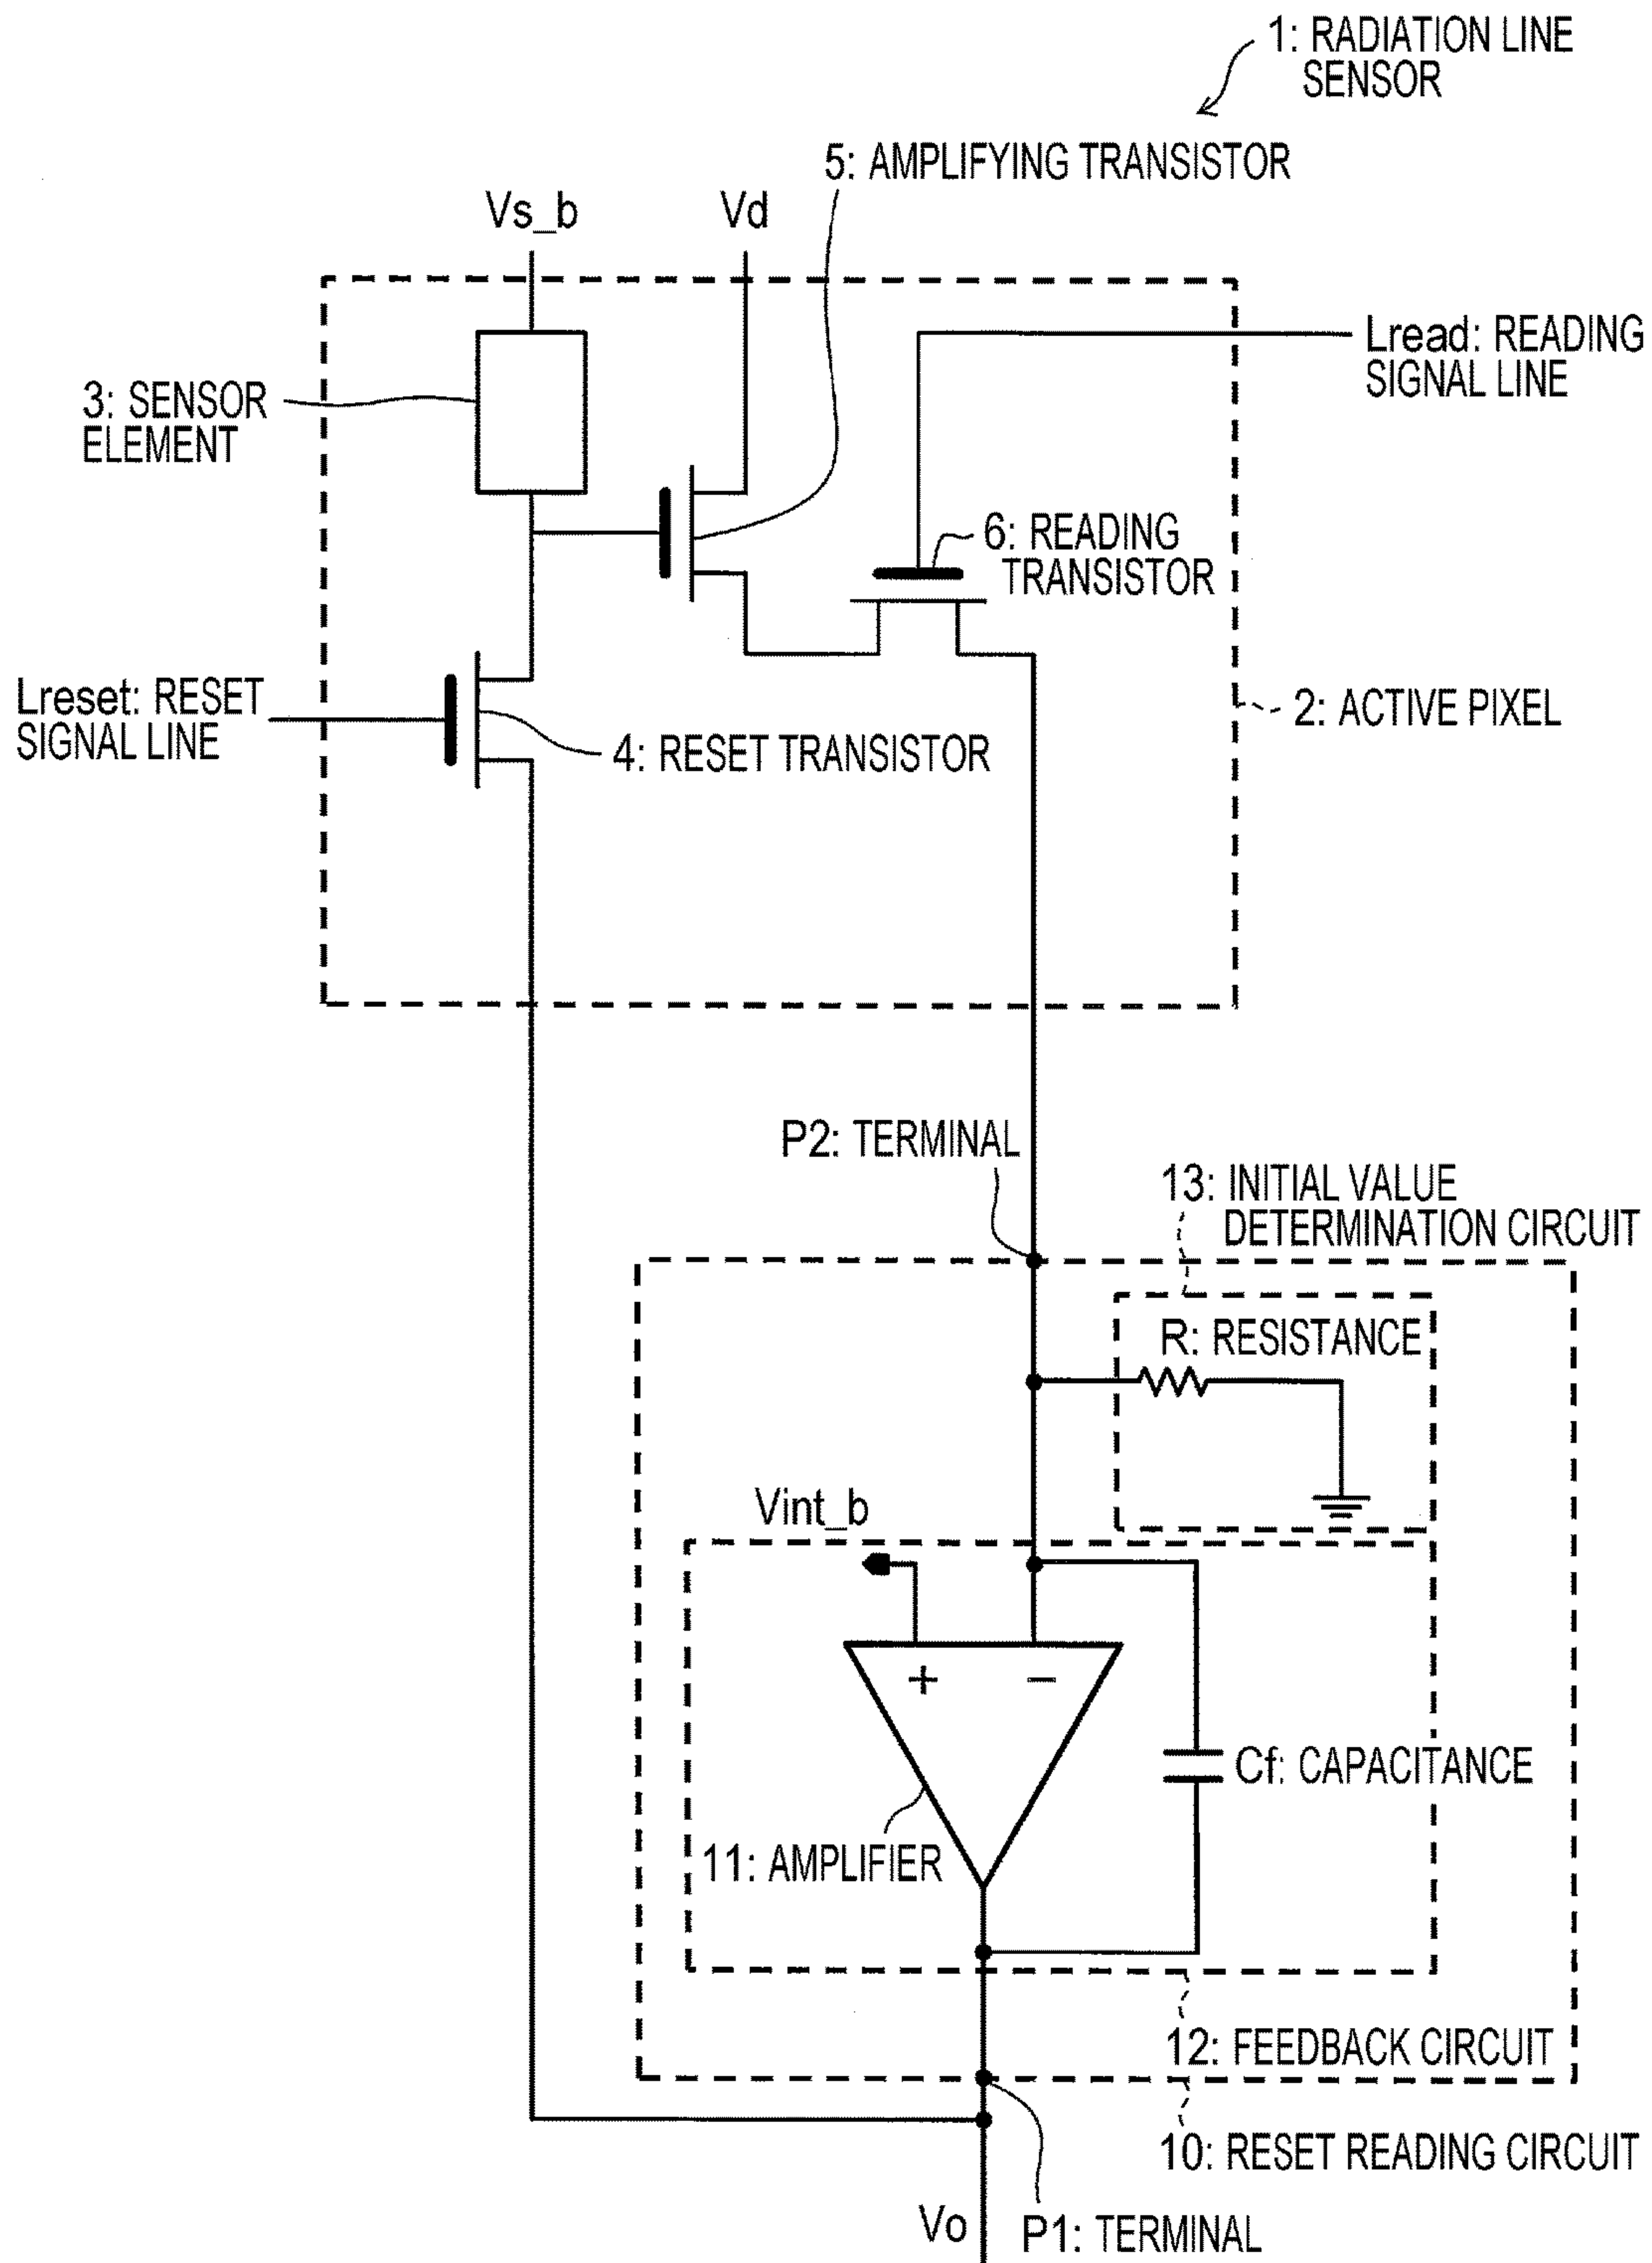 1: RADIATION LINE
SENSOR
5: AMPLIFYING TRANSISTOR
Vs_b
Vd
Lread: READING
SIGNAL LINE
3: SENSOR
ELEMENT
6: READING
TRANSISTOR
Lreset: RESET
SIGNAL LINE
4: RESET TRANSISTOR
2: ACTIVE PIXEL
P2: TERMINAL
13: INITIAL VALUE
DETERMINATION CIRCUIT
R: RESISTANCE
Vint_b
+
−
Cf: CAPACITANCE
11: AMPLIFIER
12: FEEDBACK CIRCUIT
10: RESET READING CIRCUIT
Vo
P1: TERMINAL